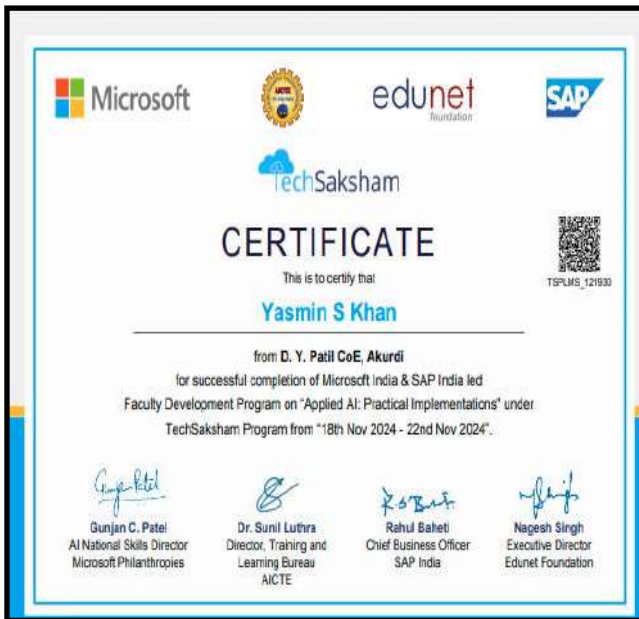 Microsoft
AICTE
edunet
foundation
SAP
TechSaksham
CERTIFICATE
This is to certify that
TSPLMS_121930
Yasmin S Khan
from D. Y. Patil CoE, Akurdi
for successful completion of Microsoft India & SAP India led
Faculty Development Program on "Applied AI: Practical Implementations" under
TechSaksham Program from "18th Nov 2024 - 22nd Nov 2024".
Gunjan C. Patel
AI National Skills Director
Microsoft Philanthropies
Dr. Sunil Luthra
Director, Training and
Learning Bureau
AICTE
Rahul Baheti
Chief Business Officer
SAP India
Nagesh Singh
Executive Director
Edunet Foundation